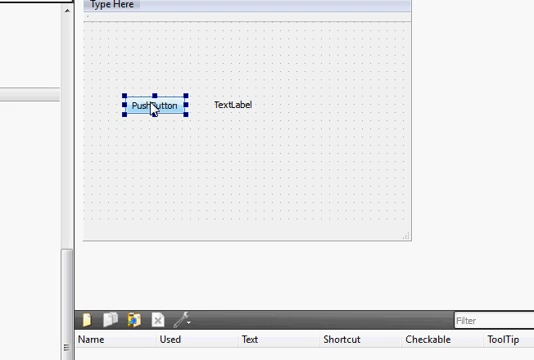 Type Here
PushButton TextLabel
Filter
Name Used Text Shortcut Checkable ToolTip